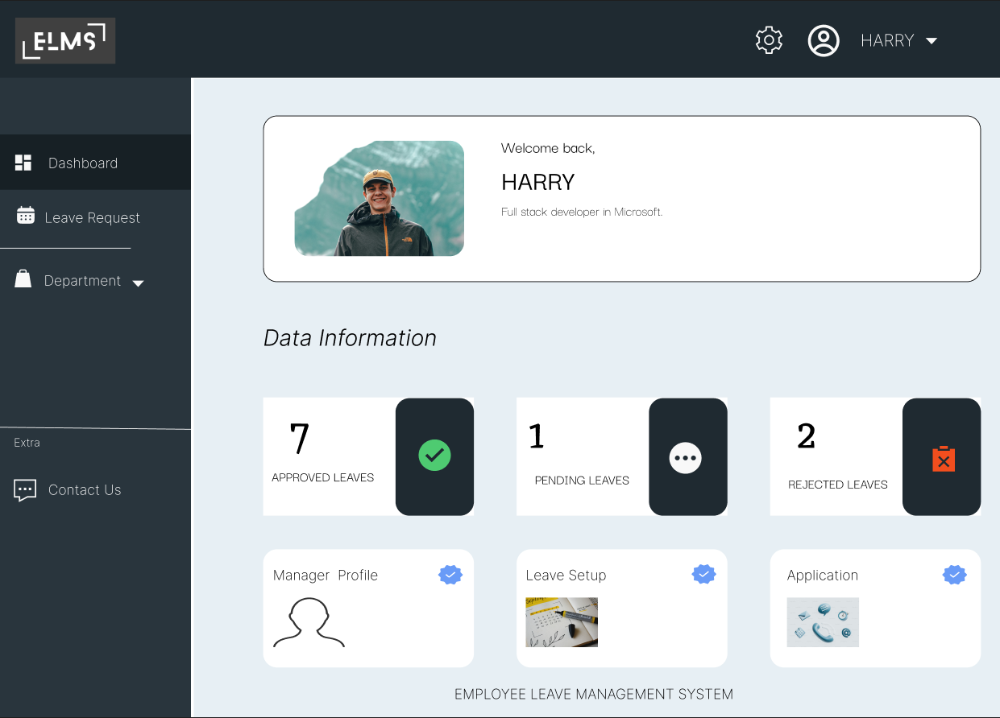 ELMS
HARRY
Dashboard
Leave Request
Department
Extra
Contact Us
Welcome back,
HARRY
Full stack developer in Microsoft.
Data Information
7
APPROVED LEAVES
1
PENDING LEAVES
2
REJECTED LEAVES
Manager Profile
Leave Setup
Application
EMPLOYEE LEAVE MANAGEMENT SYSTEM